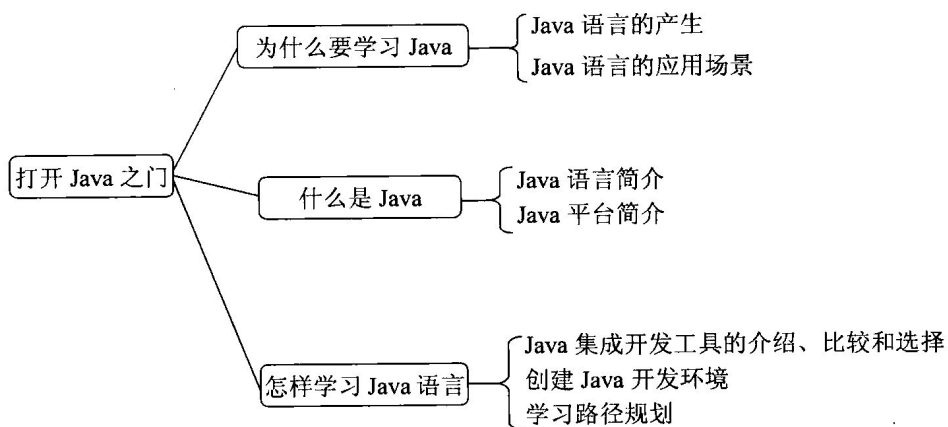 打开 Java 之门
为什么要学习 Java
Java 语言的产生
Java 语言的应用场景
什么是 Java
Java 语言简介
Java 平台简介
怎样学习 Java 语言
Java 集成开发工具的介绍、比较和选择
创建 Java 开发环境
学习路径规划